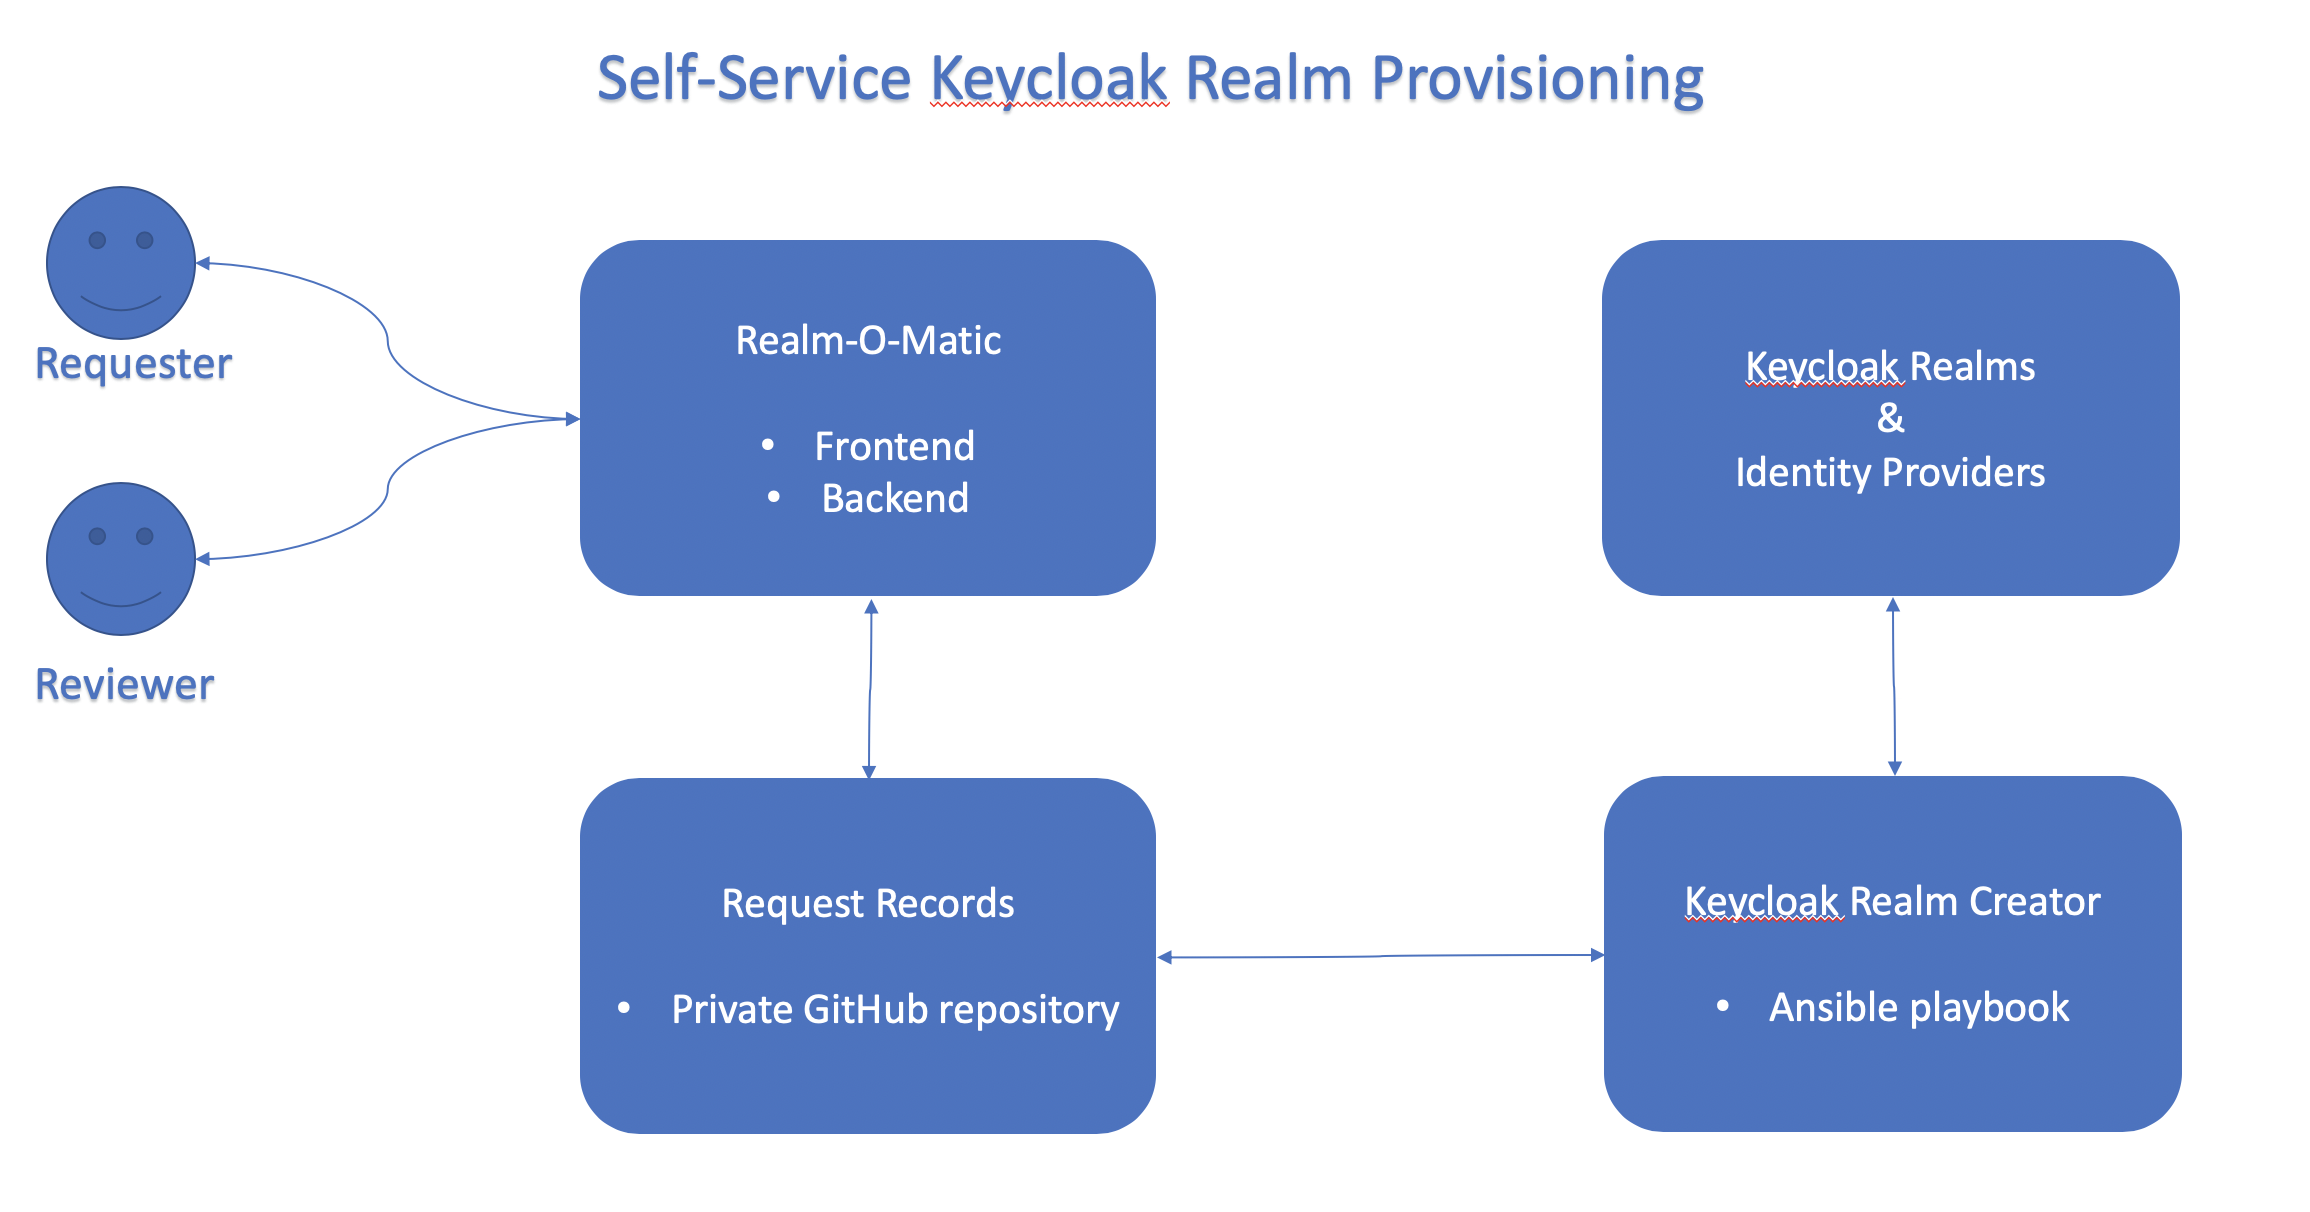 Self-Service Keycloak Realm Provisioning
Requester
Reviewer
Realm-O-Matic
• Frontend
• Backend
Keycloak Realms
&
Identity Providers
Request Records
• Private GitHub repository
Keycloak Realm Creator
• Ansible playbook